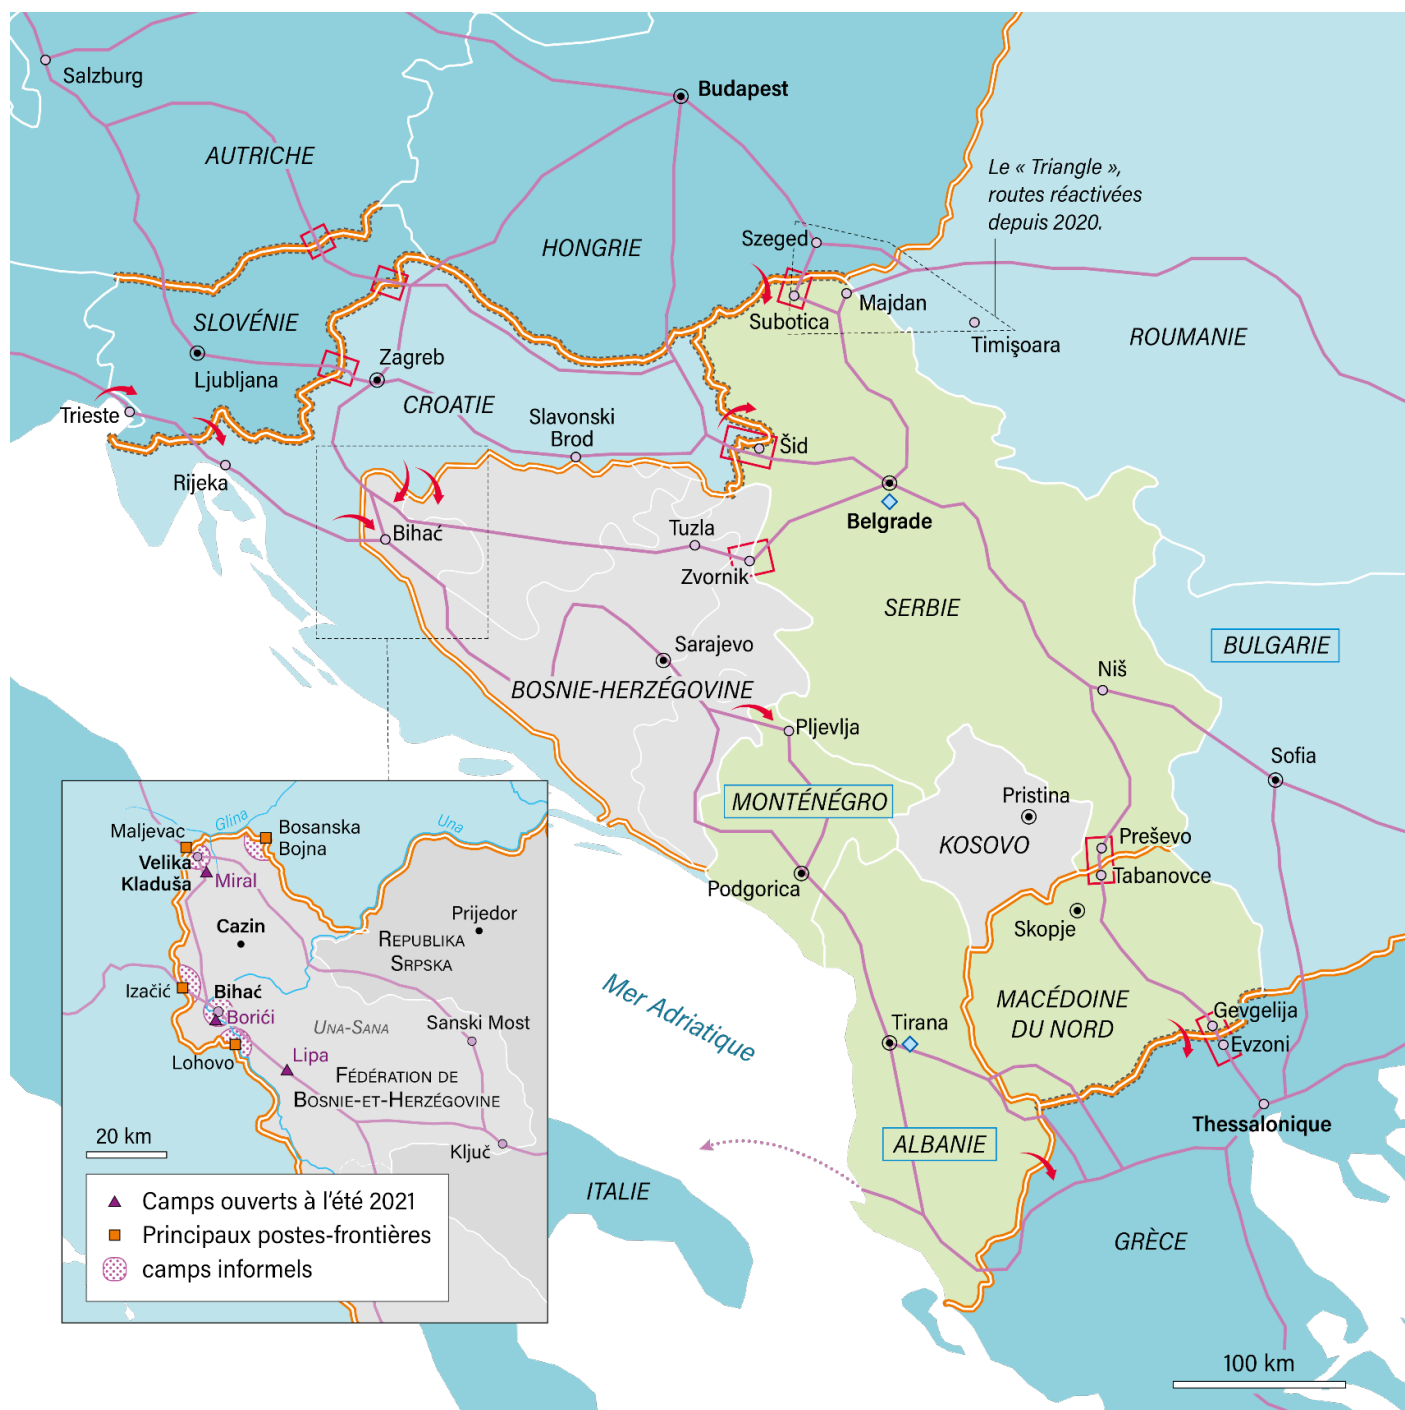 Salzburg
Budapest
AUTRICHE
Le « Triangle »,
routes réactivées
depuis 2020.
HONGRIE
Szeged
SLOVÉNIE
Subotica
Majdan
ROUMANIE
Timişoara
Ljubljana
Zagreb
CROATIE
Trieste
Slavonski
Brod
Šid
Rijeka
Belgrade
Bihać
Tuzla
Zvornik
SERBIE
BULGARIE
Sarajevo
BOSNIE-HERZÉGOVINE
Niš
Pljevlja
Sofia
MONTÉNÉGRO
Pristina
KOSOVO
Preševo
Tabanovce
Podgorica
Skopje
Mer Adriatique
MACÉDOINE
DU NORD
Gevgelija
Evzoni
Tirana
Thessalonique
ALBANIE
ITALIE
GRÈCE
100 km
Maljevac
Glina
Bosanska
Bojna
Una
Velika
Kladuša
Miral
Cazin
Prijedor
REPUBLIKA
SRPSKA
Izačić
Bihać
Borići
UNA-SANA
Sanski Most
Lohovo
Lipa
FÉDÉRATION DE
BOSNIE-ET-HERZÉGOVINE
20 km
Ključ
Camps ouverts à l'été 2021
Principaux postes-frontières
camps informels